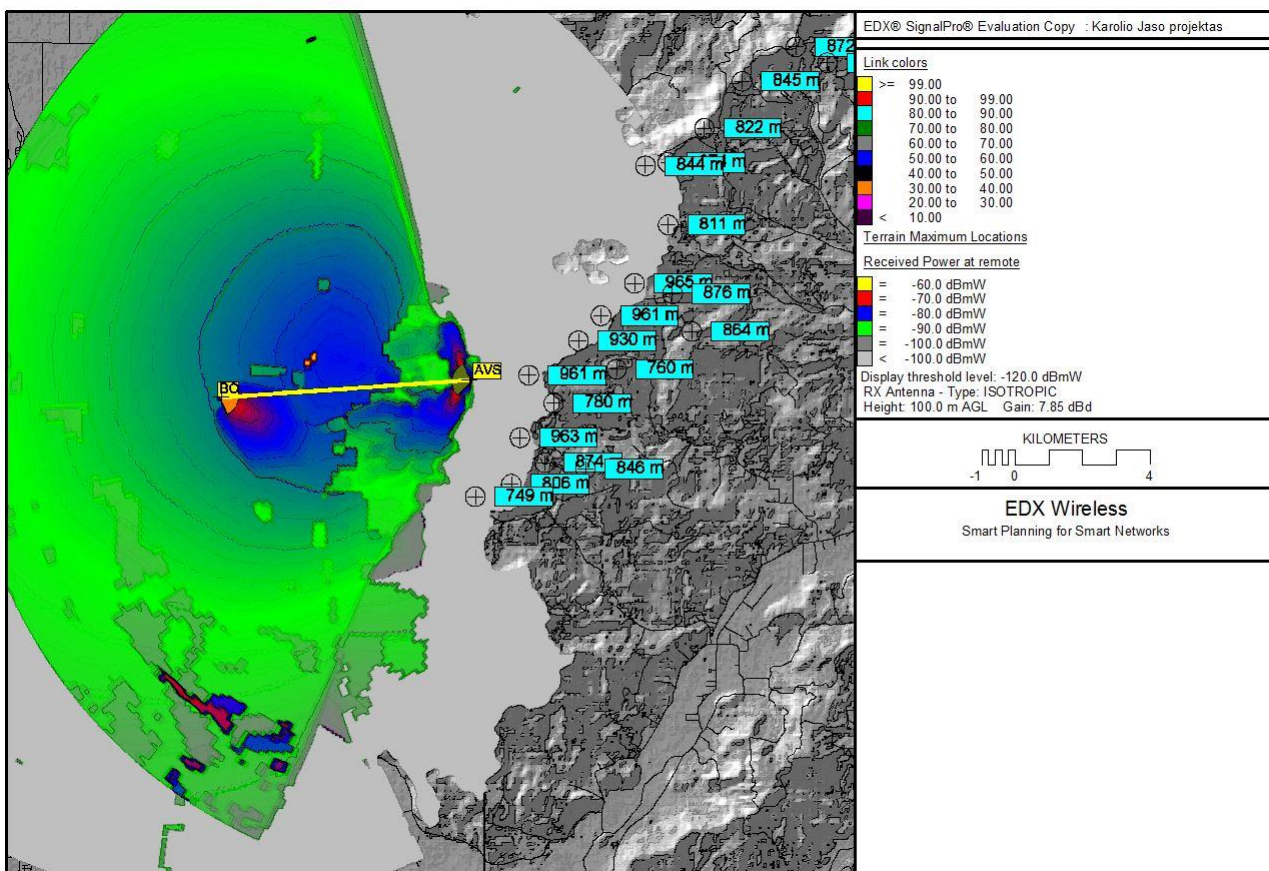 EDX® SignalPro® Evaluation Copy : Karolio Jaso projektas
Link colors
>= 99.00
90.00 to 99.00
80.00 to 90.00
70.00 to 80.00
60.00 to 70.00
50.00 to 60.00
40.00 to 50.00
30.00 to 40.00
20.00 to 30.00
< 10.00
Terrain Maximum Locations
Received Power at remote
= -60.0 dBmW
= -70.0 dBmW
= -80.0 dBmW
= -90.0 dBmW
= -100.0 dBmW
< -100.0 dBmW
Display threshold level: -120.0 dBmW
RX Antenna - Type: ISOTROPIC
Height: 100.0 m AGL Gain: 7.85 dBd
KILOMETERS
-1 0 4
EDX Wireless
Smart Planning for Smart Networks
872
845 m
822 m
844 m
811 m
965 m
876 m
961 m
864 m
930 m
760 m
961 m
780 m
963 m
874
846 m
806 m
749 m
AVS